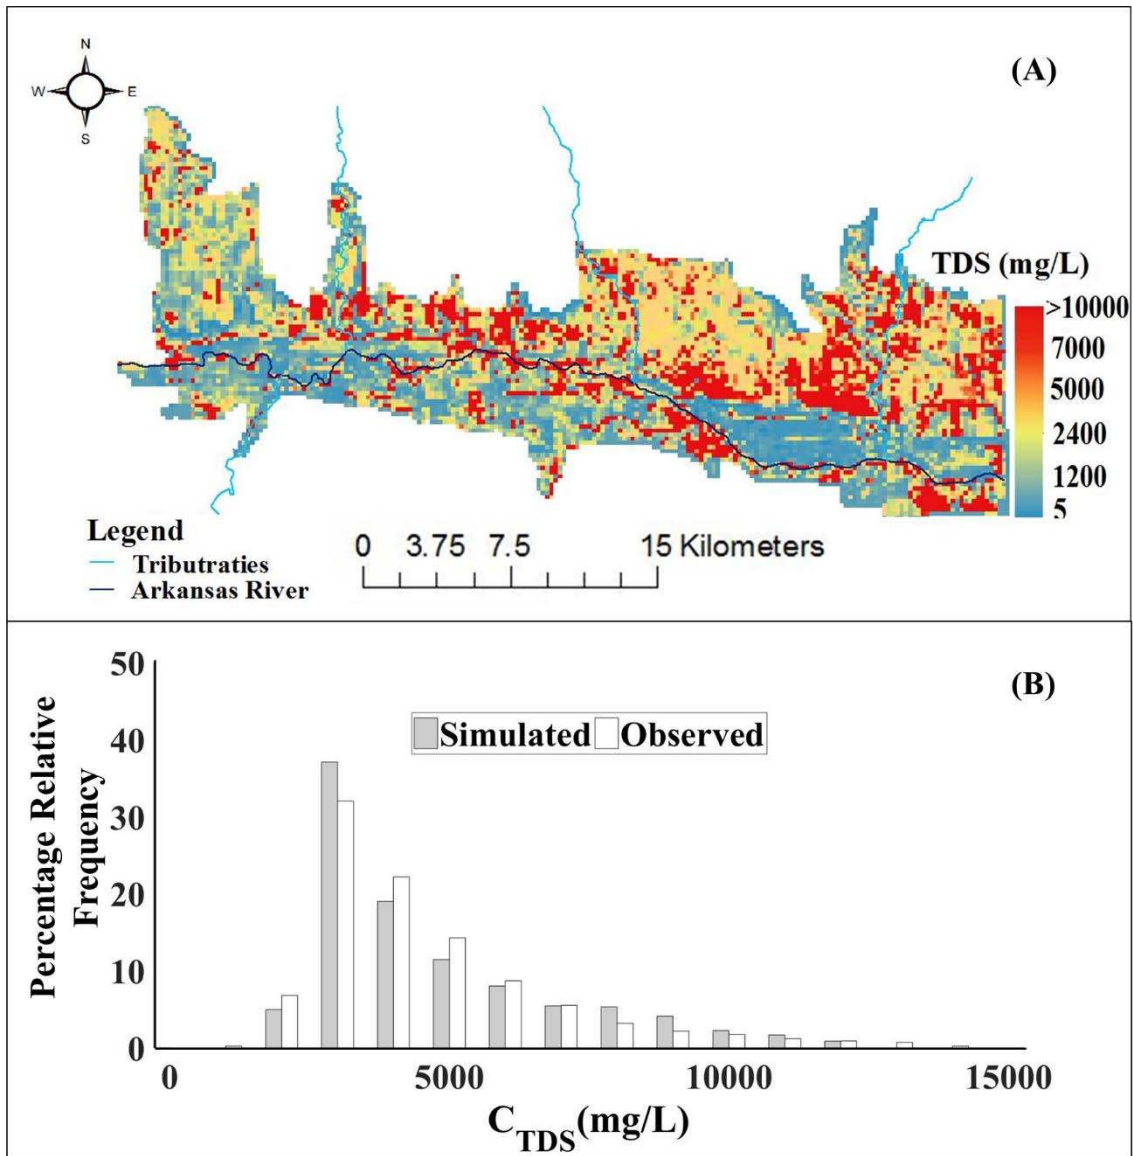 (A)
N
W E
S
TDS (mg/L)
>10000
7000
5000
2400
1200
5
Legend
Tributraties
Arkansas River
0 3.75 7.5 15 Kilometers
(B)
50
40
30
20
10
0
Percentage Relative
Frequency
Simulated Observed
0 5000 10000 15000
CTDS(mg/L)